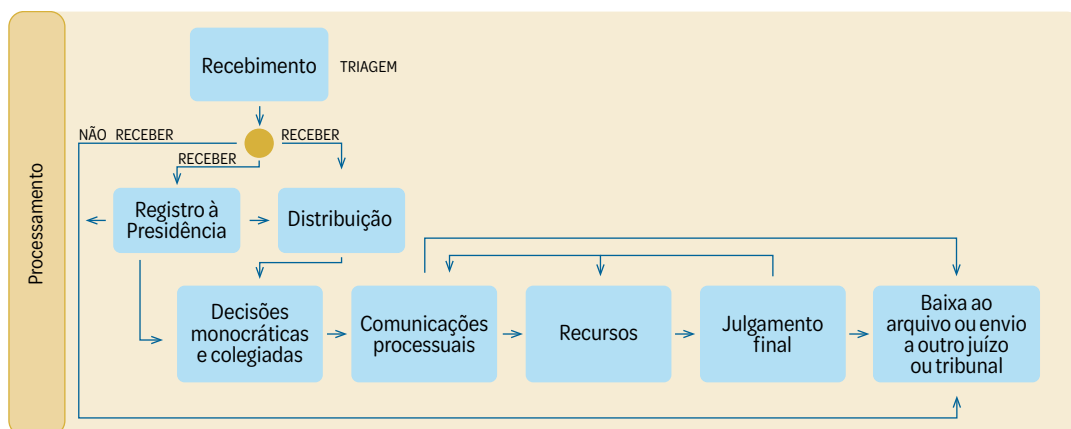 Processamento
Recebimento
TRIAGEM
NÃO RECEBER
RECEBER
RECEBER
Registro à
Presidência
Distribuição
Decisões
monocráticas
e colegiadas
Comunicações
processuais
Recursos
Julgamento
final
Baixa ao
arquivo ou envio
a outro juízo
ou tribunal